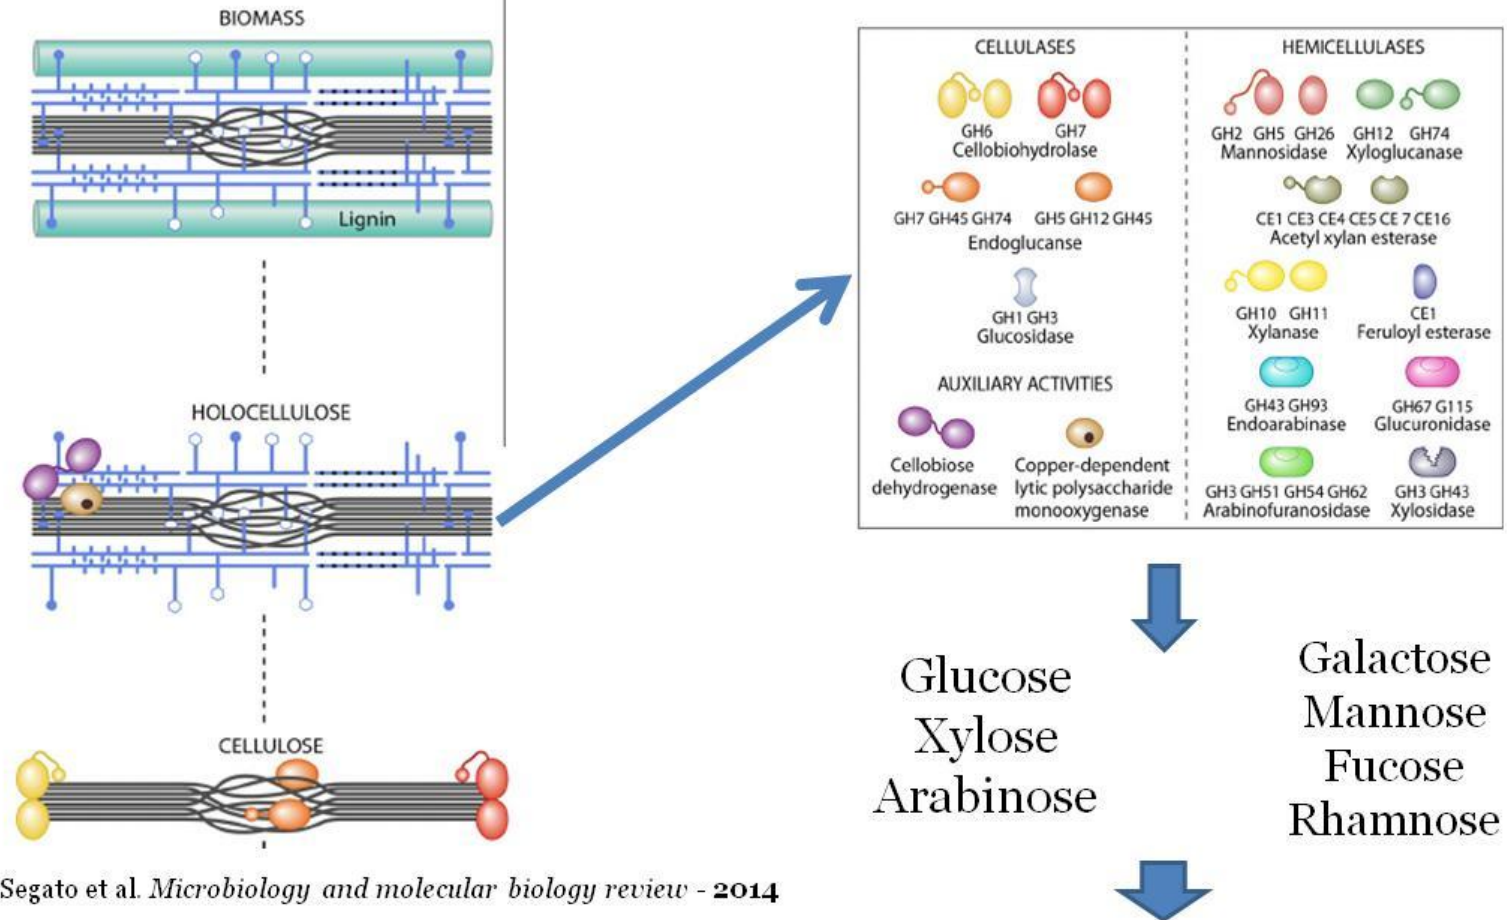 BIOMASS
Lignin
HOLOCELLULOSE
CELLULOSE
Segato et al. Microbiology and molecular biology review - 2014
CELLULASES
GH6 GH7
Cellobiohydrolase
GH7 GH45 GH74 GH5 GH12 GH45
Endoglucanse
GH1 GH3
Glucosidase
AUXILIARY ACTIVITIES
Cellobiose
dehydrogenase
Copper-dependent
lytic polysaccharide
monooxygenase
HEMICELLULASES
GH2 GH5 GH26 GH12 GH74
Mannosidase Xyloglucanase
CE1 CE3 CE4 CE5 CE 7 CE16
Acetyl xylan esterase
GH10 GH11 CE1
Xylanase Feruloyl esterase
GH43 GH93 GH67 G115
Endoarabinase Glucuronidase
GH3 GH51 GH54 GH62 GH3 GH43
Arabinofuranosidase Xylosidase
Glucose
Xylose
Arabinose
Galactose
Mannose
Fucose
Rhamnose